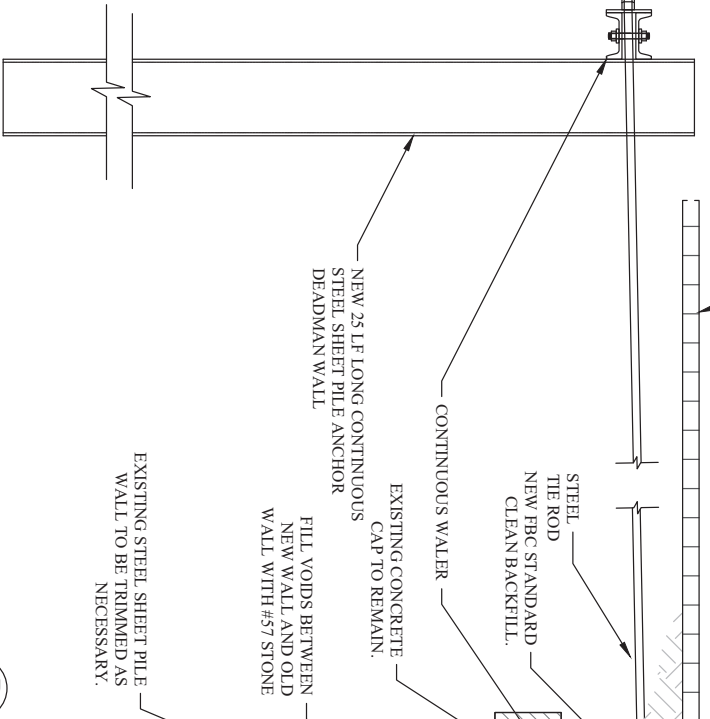 STEEL
TIE ROD
NEW FBC STANDARD
CLEAN BACKFILL.
CONTINUOUS WALER
EXISTING CONCRETE
CAP TO REMAIN.
NEW 25 LF LONG CONTINUOUS
STEEL SHEET PILE ANCHOR
DEADMAN WALL
FILL VOIDS BETWEEN
NEW WALL AND OLD
WALL WITH #57 STONE
EXISTING STEEL SHEET PILE
WALL TO BE TRIMMED AS
NECESSARY.